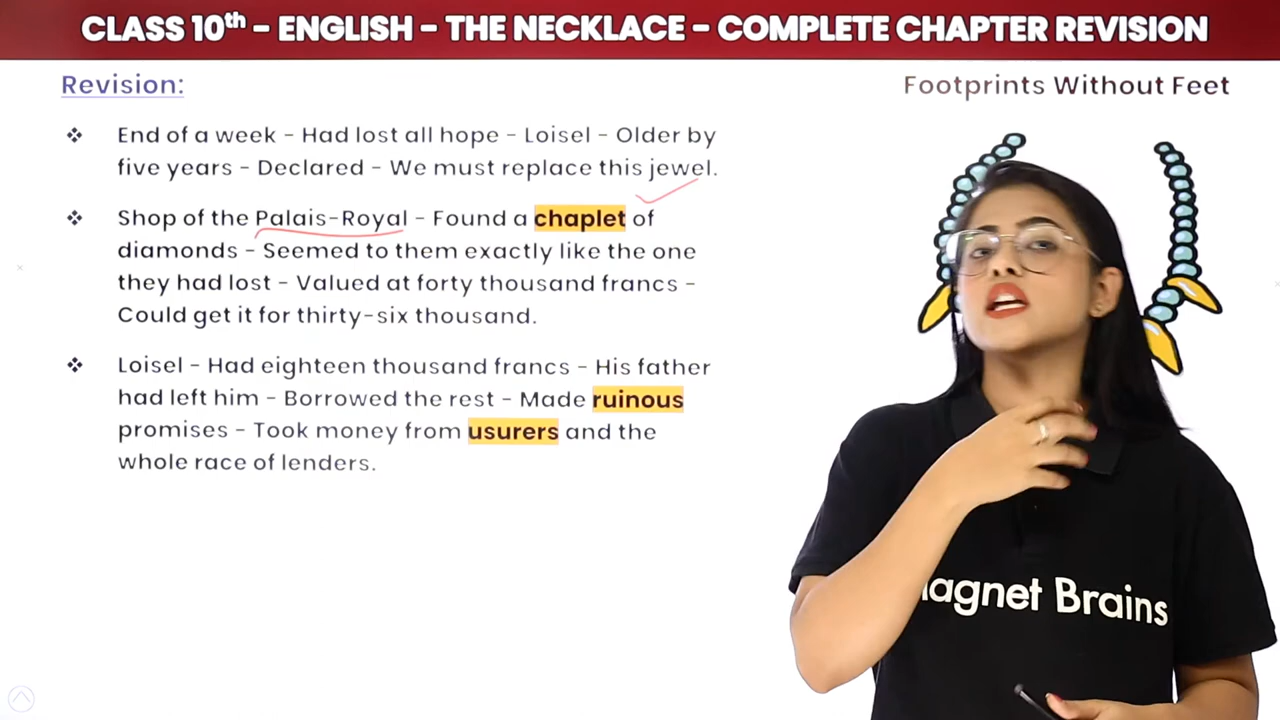 CLASS 10th - ENGLISH - THE NECKLACE - COMPLETE CHAPTER REVISION
Revision:
Footprints Without Feet
❖ End of a week - Had lost all hope - Loisel - Older by
five years - Declared - We must replace this jewel.
❖ Shop of the Palais-Royal - Found a chaplet of
diamonds - Seemed to them exactly like the one
they had lost - Valued at forty thousand francs -
Could get it for thirty-six thousand.
❖ Loisel - Had eighteen thousand francs - His father
had left him - Borrowed the rest - Made ruinous
promises - Took money from usurers and the
whole race of lenders.
agnet Brains